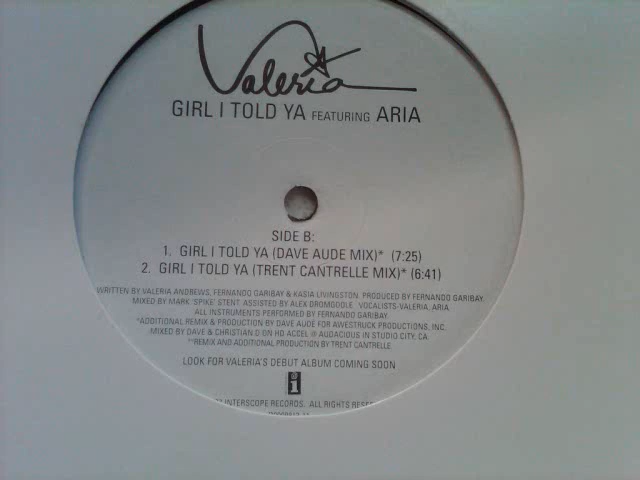 Valeria
GIRL I TOLD YA FEATURING ARIA
SIDE B:
1. GIRL I TOLD YA (DAVE AUDE MIX)* (7:25)
2. GIRL I TOLD YA (TRENT CANTRELLE MIX)* (6:41)
WRITTEN BY VALERIA ANDREWS, FERNANDO GARIBAY & KASIA LIVINGSTON. PRODUCED BY FERNANDO GARIBAY.
MIXED BY MARK 'SPIKE' STENT. ASSISTED BY ALEX DROMGOOLE. VOCALISTS-VALERIA, ARIA.
ALL INSTRUMENTS PERFORMED BY FERNANDO GARIBAY.
*ADDITIONAL REMIX & PRODUCTION BY DAVE AUDE FOR AWESTRUCK PRODUCTIONS, INC.
MIXED BY DAVE & CHRISTIAN D ON HD ACCEL @ AUDACIOUS IN STUDIO CITY, CA.
**REMIX AND ADDITIONAL PRODUCTION BY TRENT CANTRELLE
LOOK FOR VALERIA'S DEBUT ALBUM COMING SOON
i
INTERSCOPE RECORDS. ALL RIGHTS RESER